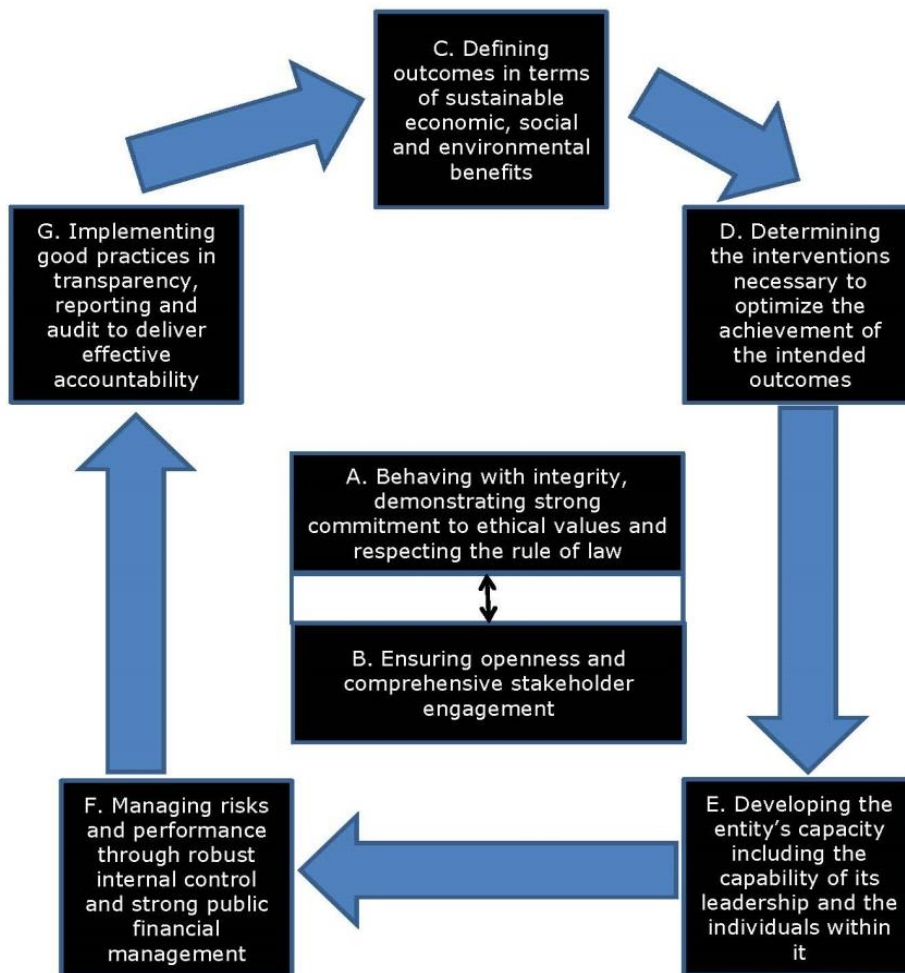 C. Defining
outcomes in terms
of sustainable
economic, social
and environmental
benefits
G. Implementing
good practices in
transparency,
reporting and
audit to deliver
effective
accountability
D. Determining
the interventions
necessary to
optimize the
achievement of
the intended
outcomes
A. Behaving with integrity,
demonstrating strong
commitment to ethical values and
respecting the rule of law
B. Ensuring openness and
comprehensive stakeholder
engagement
F. Managing risks
and performance
through robust
internal control
and strong public
financial
management
E. Developing the
entity’s capacity
including the
capability of its
leadership and the
individuals within
it